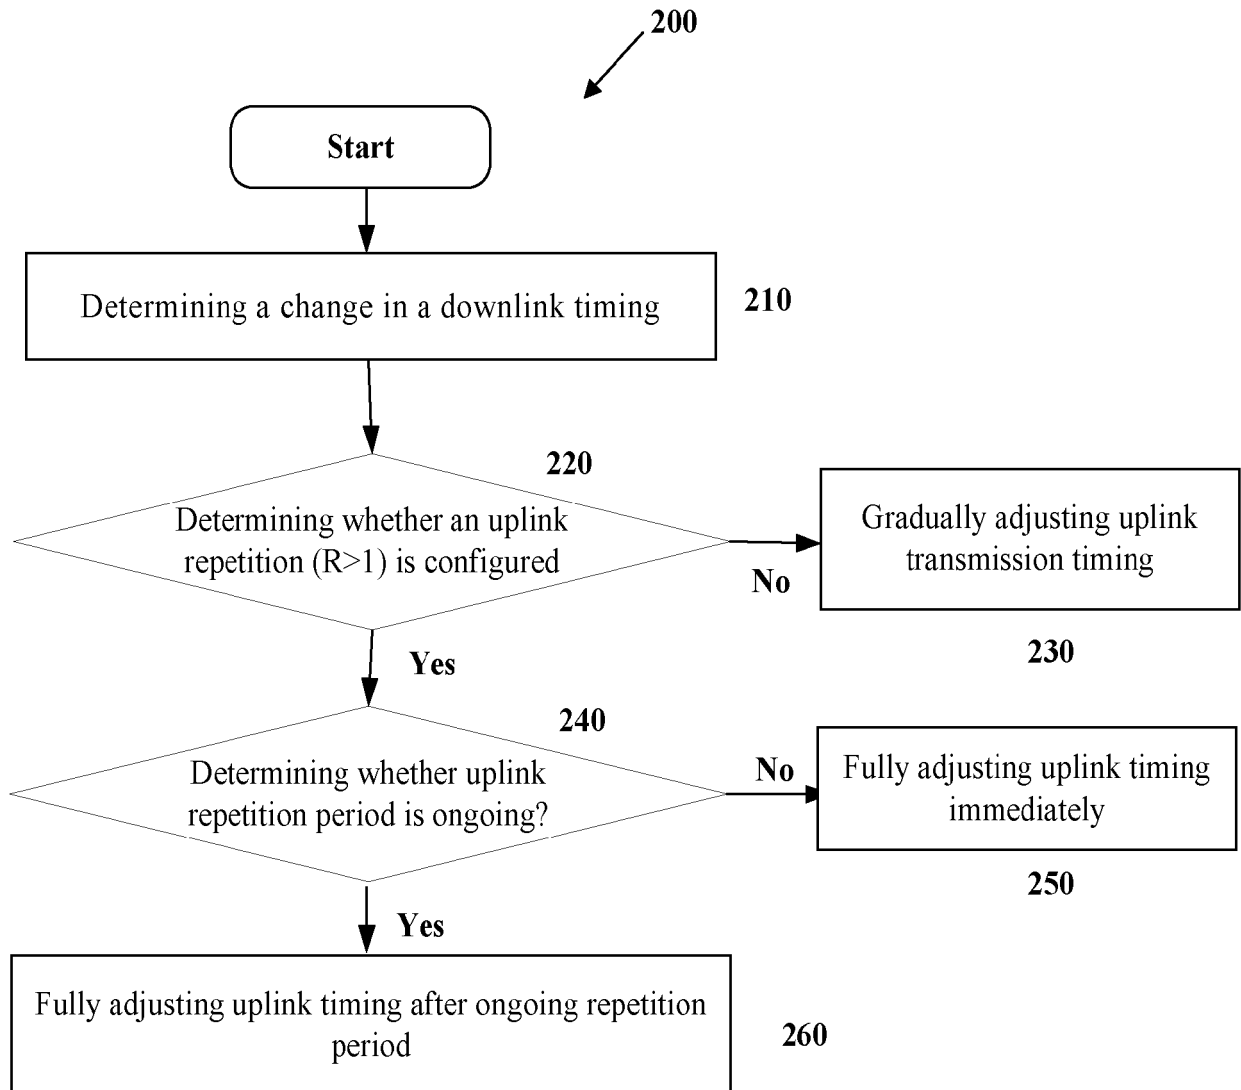 200
Start
Determining a change in a downlink timing
210
220
Determining whether an uplink
repetition (R>1) is configured
No
Gradually adjusting uplink
transmission timing
230
Yes
240
Determining whether uplink
repetition period is ongoing?
No
Fully adjusting uplink timing
immediately
250
Yes
Fully adjusting uplink timing after ongoing repetition
period
260